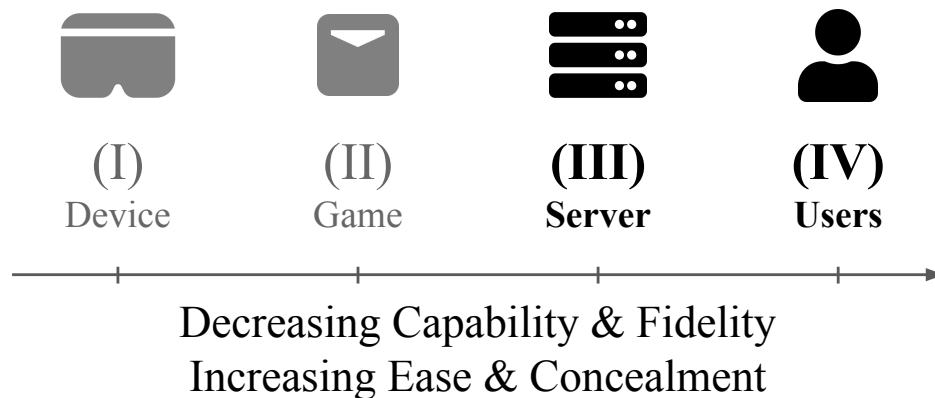 (I) (II) (III) (IV)
Device Game Server Users
Decreasing Capability & Fidelity
Increasing Ease & Concealment